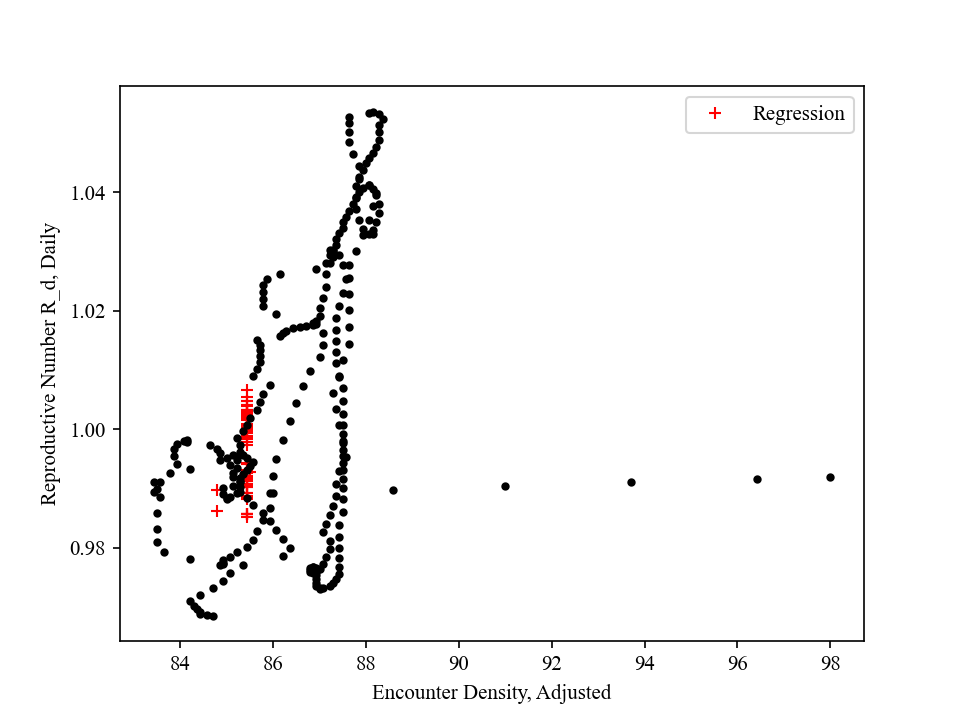 Regression
1.04
1.02
1.00
0.98
Reproductive Number R_d, Daily
84 86 88 90 92 94 96 98
Encounter Density, Adjusted